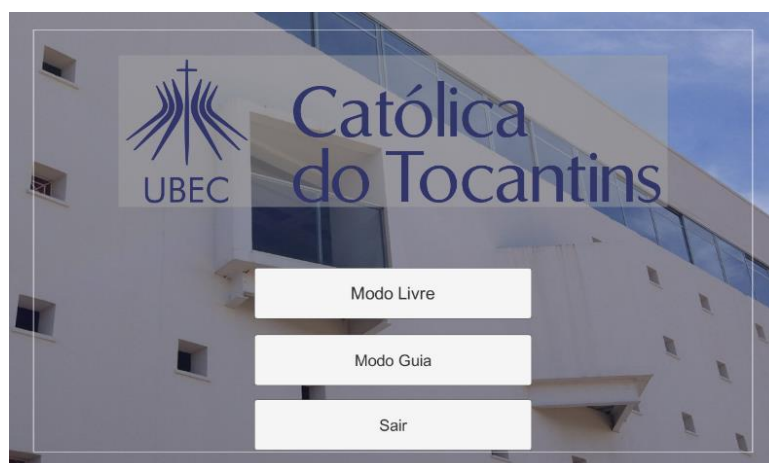 UBEC
Católica
do Tocantins
Modo Livre
Modo Guia
Sair